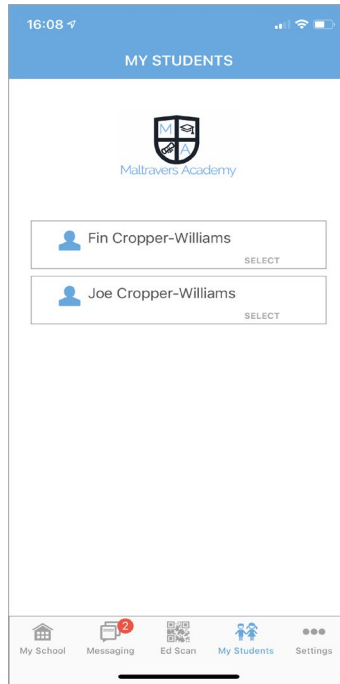 16:08
MY STUDENTS
M
A
Maltravers Academy
Fin Cropper-Williams
SELECT
Joe Cropper-Williams
SELECT
2
My School
Messaging
Ed Scan
My Students
Settings